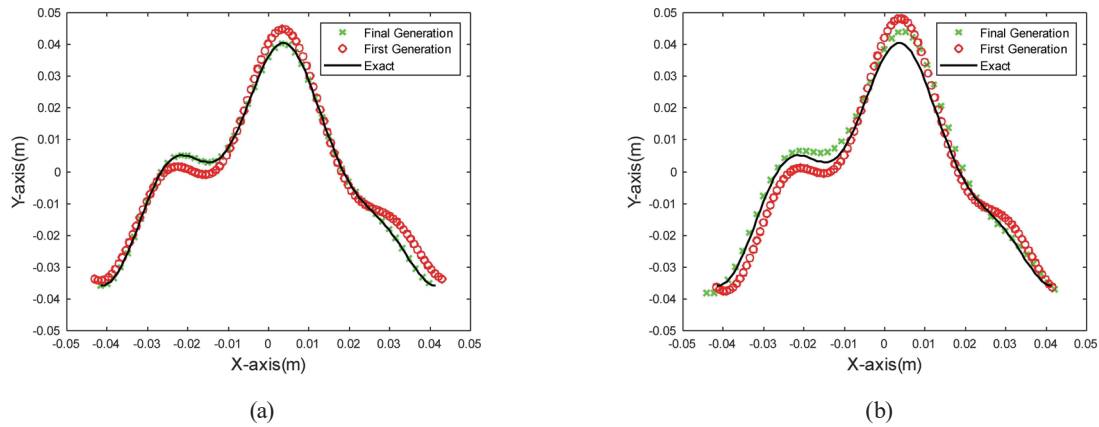 0.05
0.04
0.03
0.02
0.01
0
-0.01
-0.02
-0.03
-0.04
-0.05
Y-axis(m)
Final Generation
First Generation
Exact
-0.05 -0.04 -0.03 -0.02 -0.01 0 0.01 0.02 0.03 0.04 0.05
X-axis(m)
(a)
0.05
0.04
0.03
0.02
0.01
0
-0.01
-0.02
-0.03
-0.04
-0.05
Y-axis(m)
Final Generation
First Generation
Exact
-0.05 -0.04 -0.03 -0.02 -0.01 0 0.01 0.02 0.03 0.04 0.05
X-axis(m)
(b)